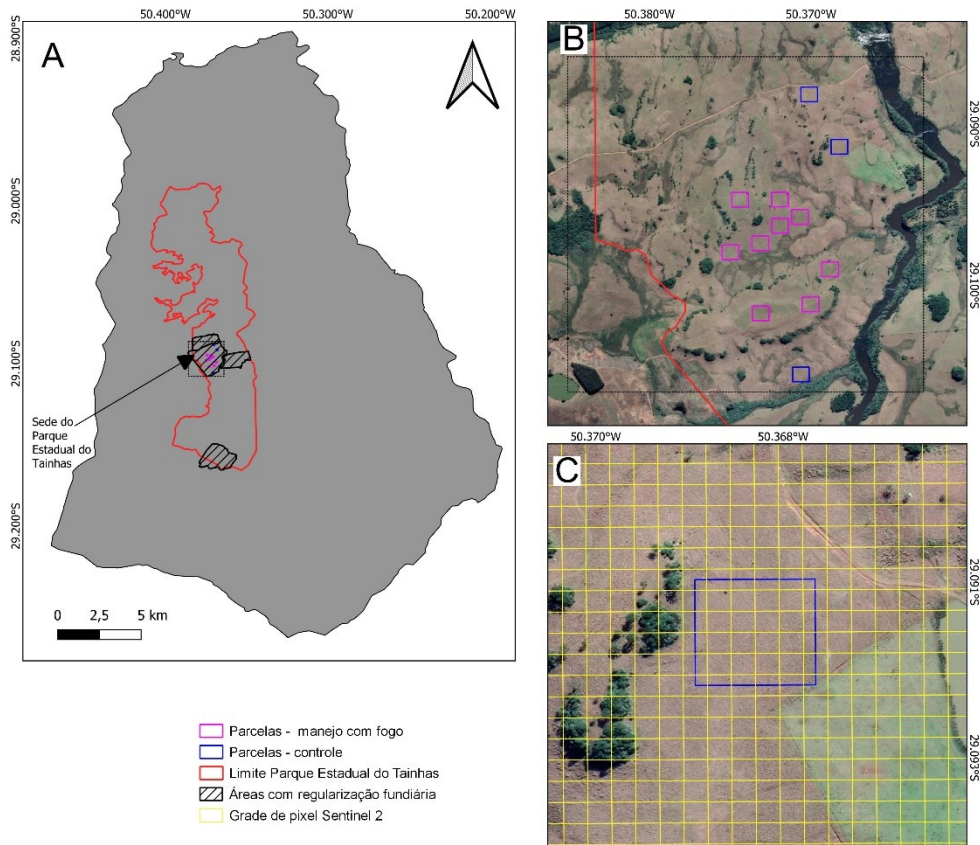 50.400°W 50.300°W 50.200°W
28.900°S
A
29.0000°S
29.100°S
Sede do
Parque
Estadual do
Tainhas
29.200°S
0 2,5 5 km
50.380°W 50.370°W
B
29.090°S
29.100°S
50.370°W 50.368°W
C
29.091°S
29.093°S
Parcelas - manejo com fogo
Parcelas - controle
Limite Parque Estadual do Tainhas
Áreas com regularização fundiária
Grade de pixel Sentinel 2